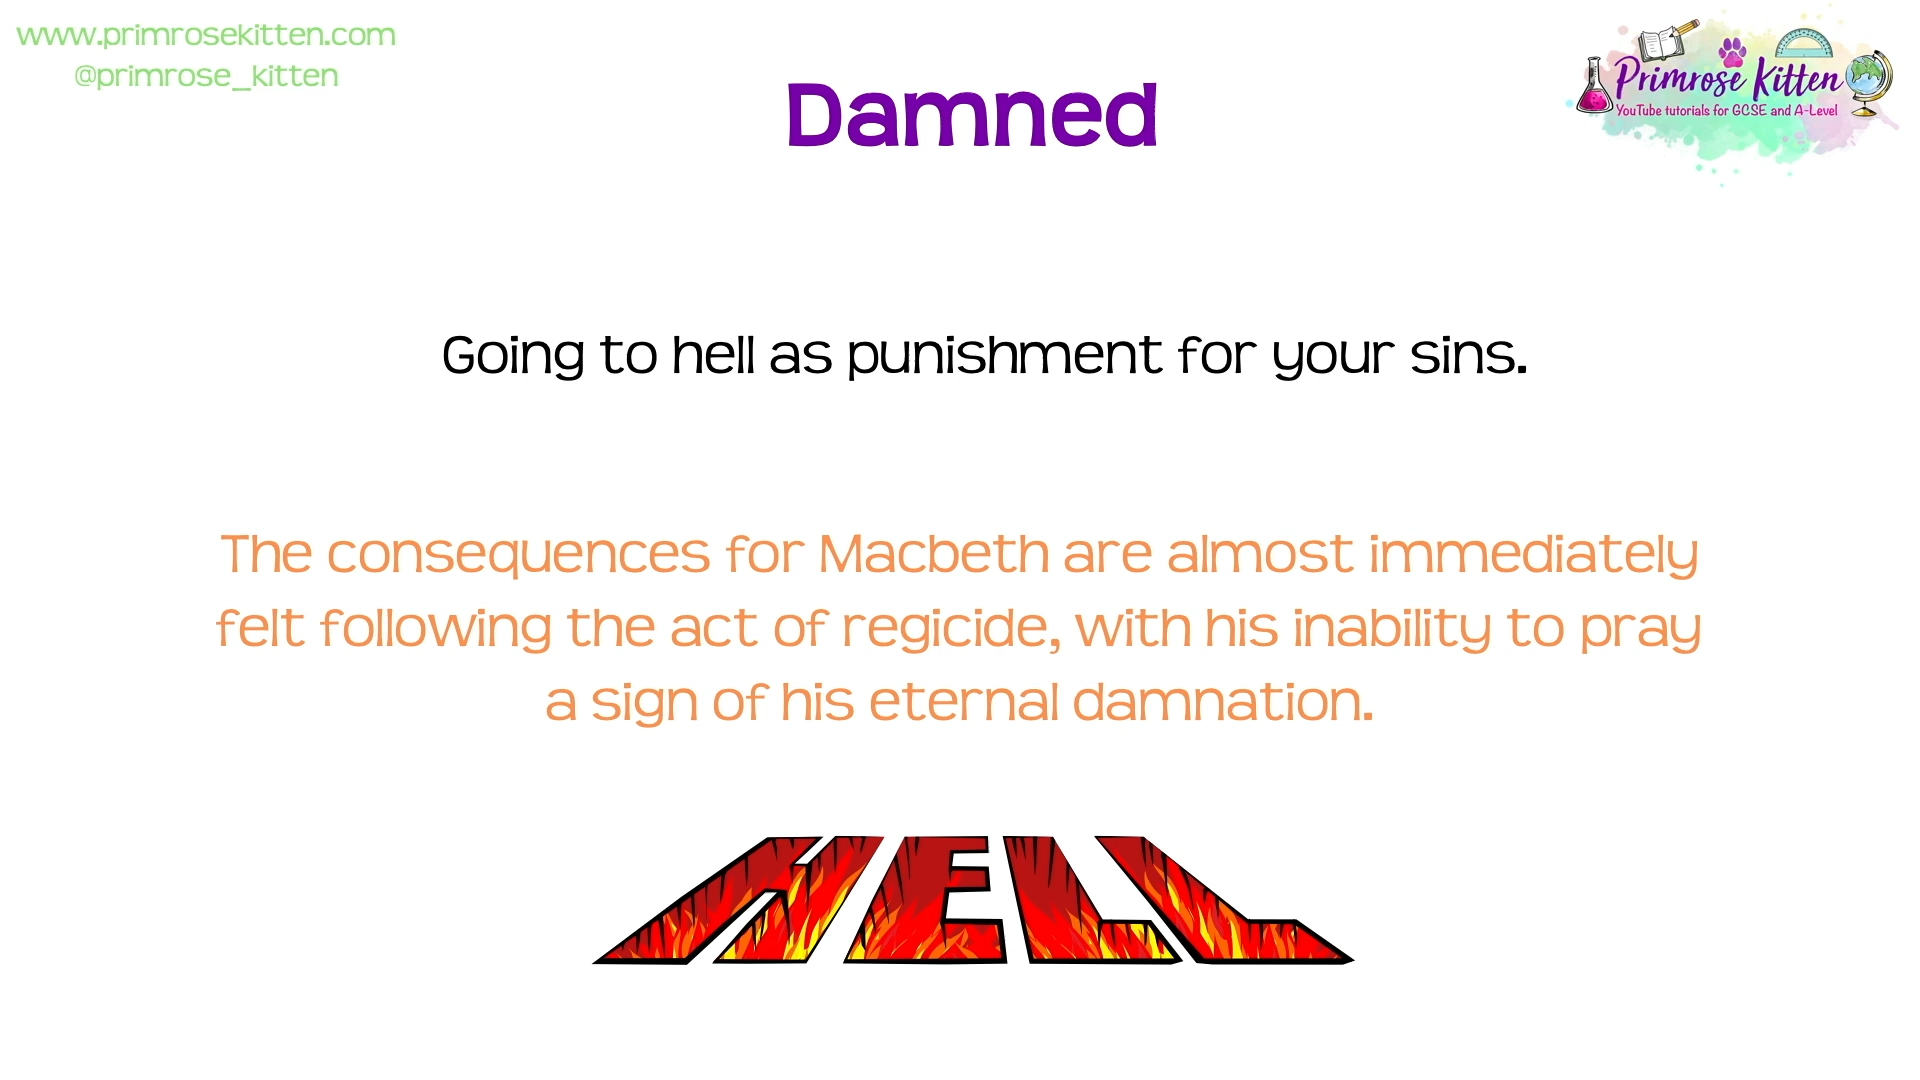 www.primrosekitten.com
@primrose_kitten
Primrose Kitten
YouTube tutorials for GCSE and A-Level
Damned
Going to hell as punishment for your sins.
The consequences for Macbeth are almost immediately
felt following the act of regicide, with his inability to pray
a sign of his eternal damnation.
HELL